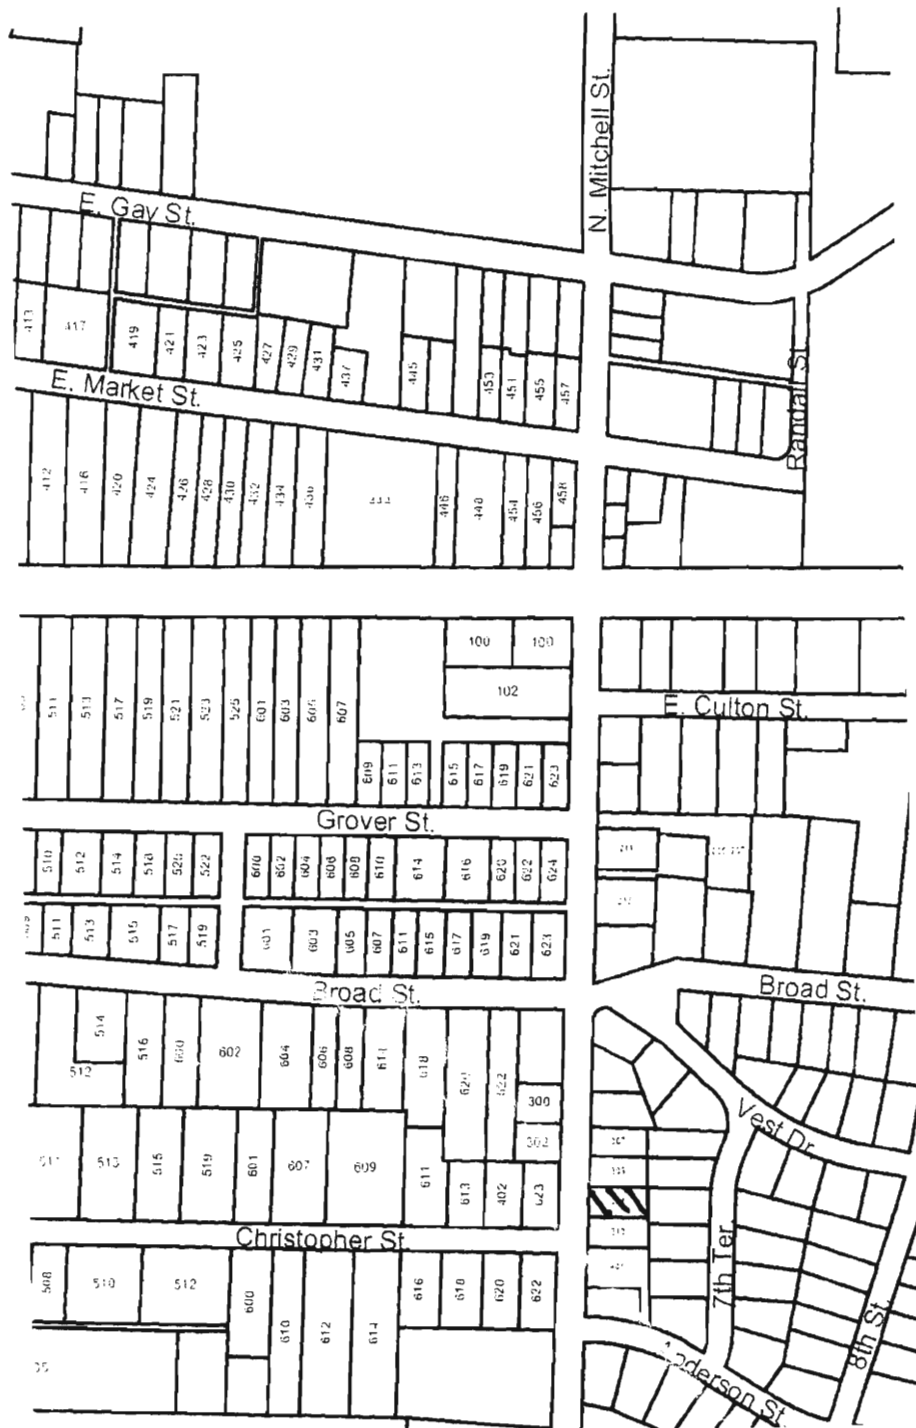 N. Mitchell St.
E. Gay St.
413 417 419 421 423 425 427 429 431 437 445 453 451 455 457
Randall St.
E. Market St.
412 418 420 424 426 428 430 432 434 446 448 454 456 458
100 100
102
511 513 517 519 521 523 525 601 603 605 607
E. Culton St.
609 611 613 615 617 619 621 623
Grover St.
510 512 514 518 520 522 600 602 604 606 608 610 614 616 620 622 624
511 513 515 517 519 601 603 605 607 611 615 617 619 621 623
Broad St. Broad St.
514
512 516 600 602 604 606 608 614 618 620 622
300
302
Vest Dr.
513 515 519 601 607 609 611 613 402 623
Christopher St.
7th Ter.
508 510 512 600 610 612 614 616 618 620 622
8th St.
Anderson St.